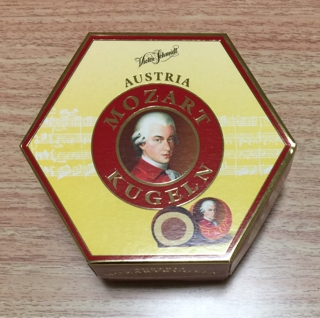 Victor Schmidt
AUSTRIA
MOZART
KUGELN